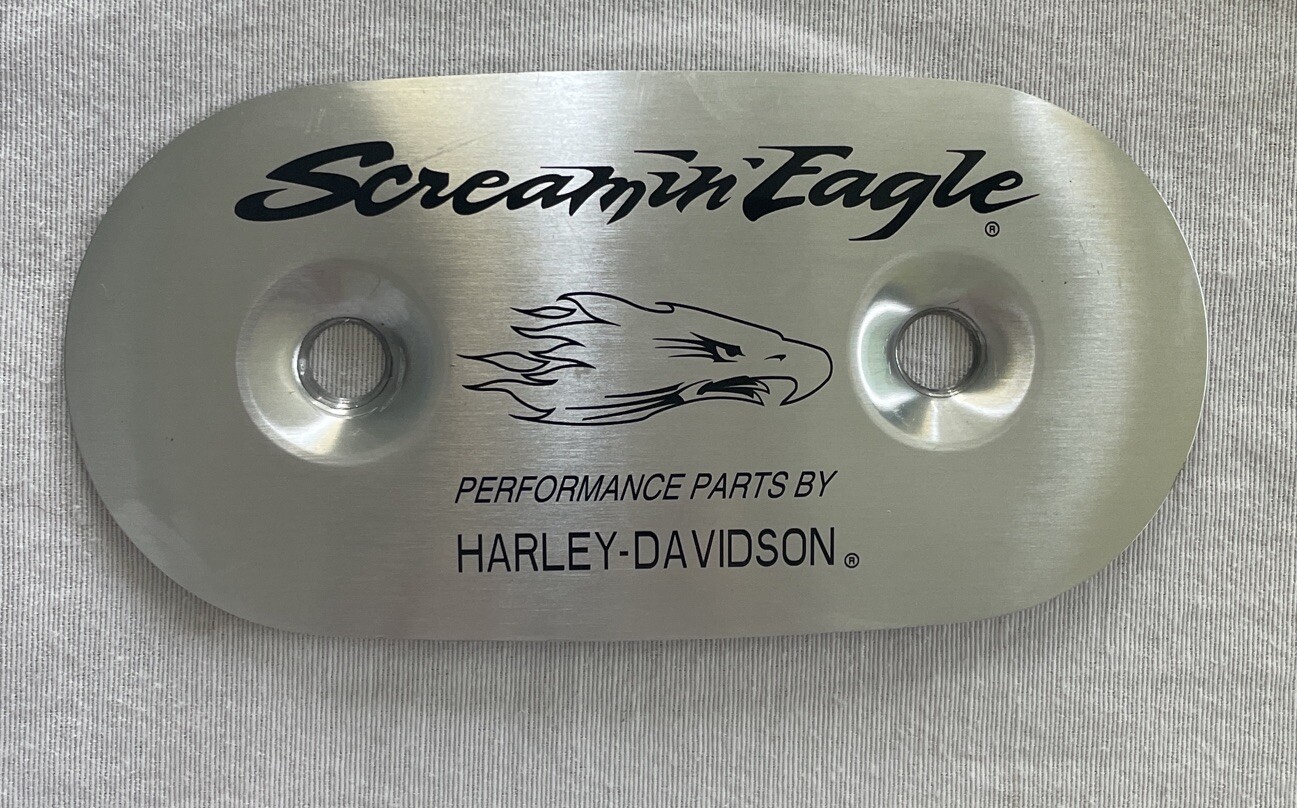 Screamin' Eagle®
PERFORMANCE PARTS BY
HARLEY-DAVIDSON®